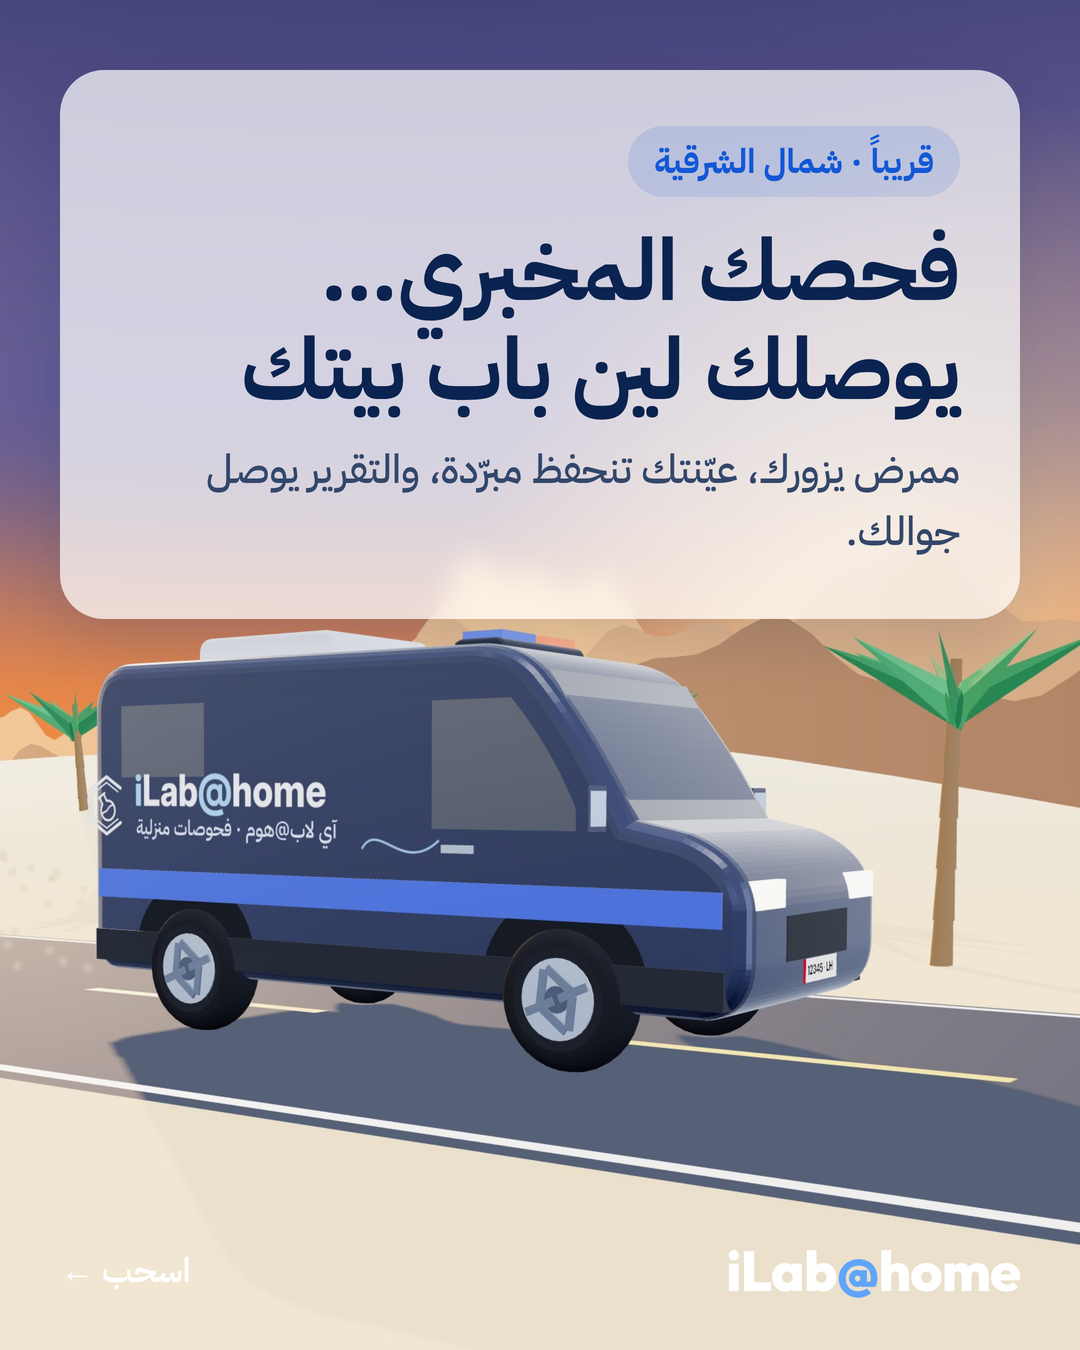 قريباً · شمال الشرقية
فحصك المخبري...
يوصلك لين باب بيتك
ممرض يزورك، عيّنتك تنحفظ مبرّدة، والتقرير يوصل
جوالك.
iLab@home
آي لاب@هوم · فحوصات منزلية
12345·LH
iLab@home
اسحب ←